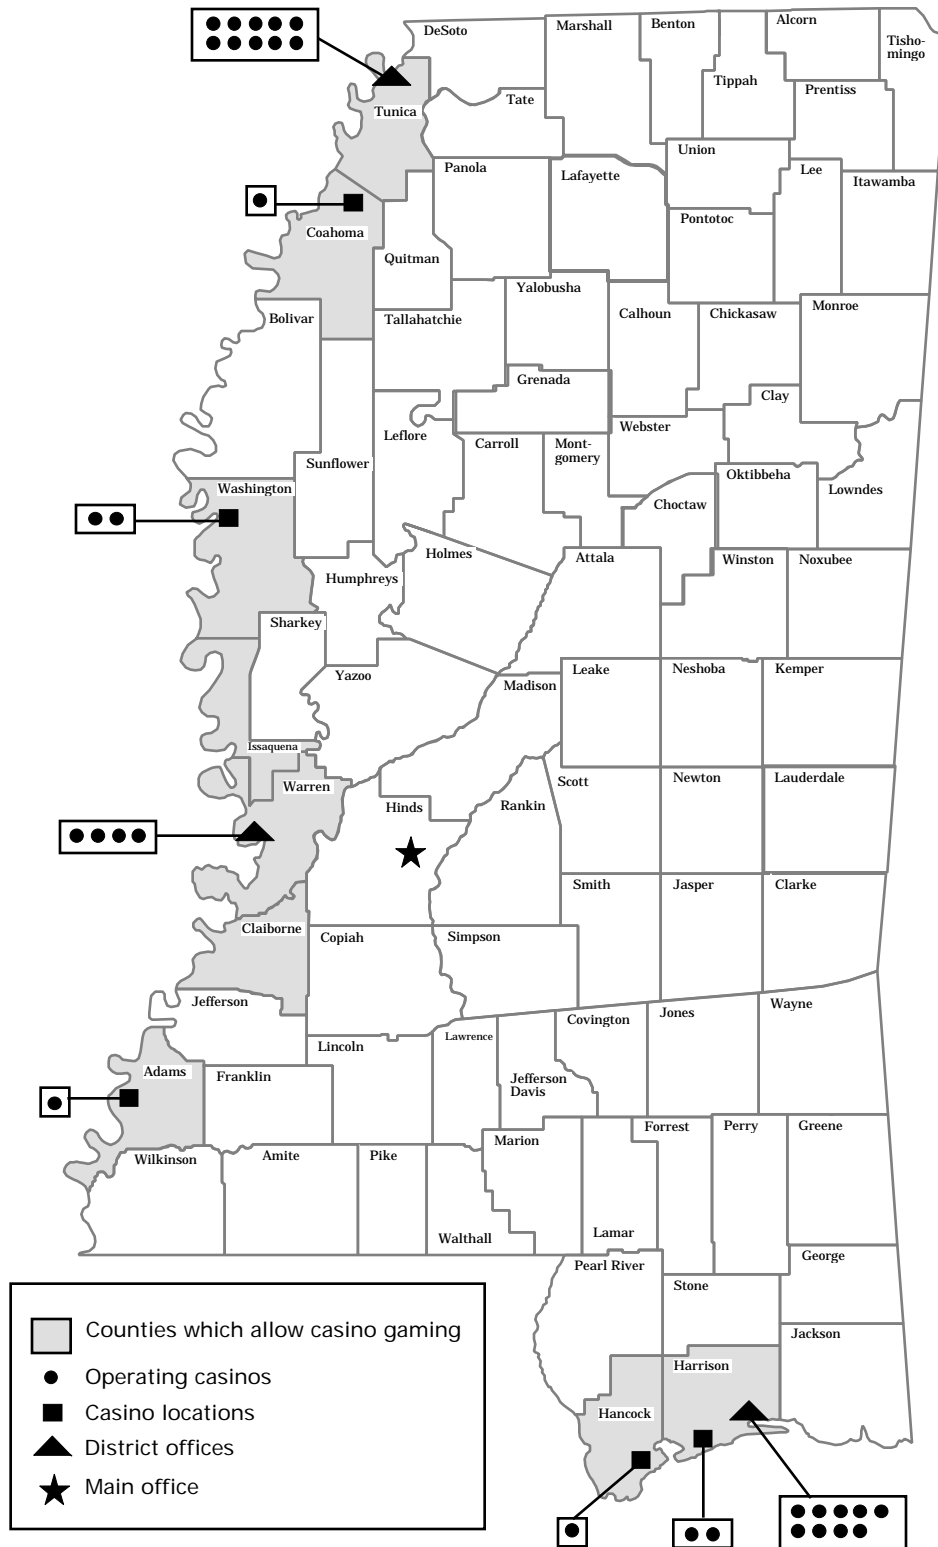 DeSoto
Marshall
Benton
Alcorn
Tisho-
mingo
Tippah
Prentiss
Tunica
Tate
Union
Panola
Lafayette
Lee
Itawamba
Pontotoc
Coahoma
Quitman
Yalobusha
Bolivar
Tallahatchie
Calhoun
Chickasaw
Monroe
Grenada
Clay
Leflore
Carroll
Mont-
gomery
Webster
Sunflower
Washington
Oktibbeha
Lowndes
Choctaw
Holmes
Attala
Winston
Noxubee
Humphreys
Sharkey
Yazoo
Madison
Leake
Neshoba
Kemper
Issaquena
Warren
Hinds
Rankin
Scott
Newton
Lauderdale
Smith
Jasper
Clarke
Claiborne
Copiah
Simpson
Jefferson
Covington
Jones
Wayne
Lincoln
Lawrence
Adams
Franklin
Jefferson
Davis
Marion
Forrest
Perry
Greene
Wilkinson
Amite
Pike
Walthall
Lamar
Pearl River
George
Stone
Jackson
Harrison
Hancock
Counties which allow casino gaming
Operating casinos
Casino locations
District offices
Main office